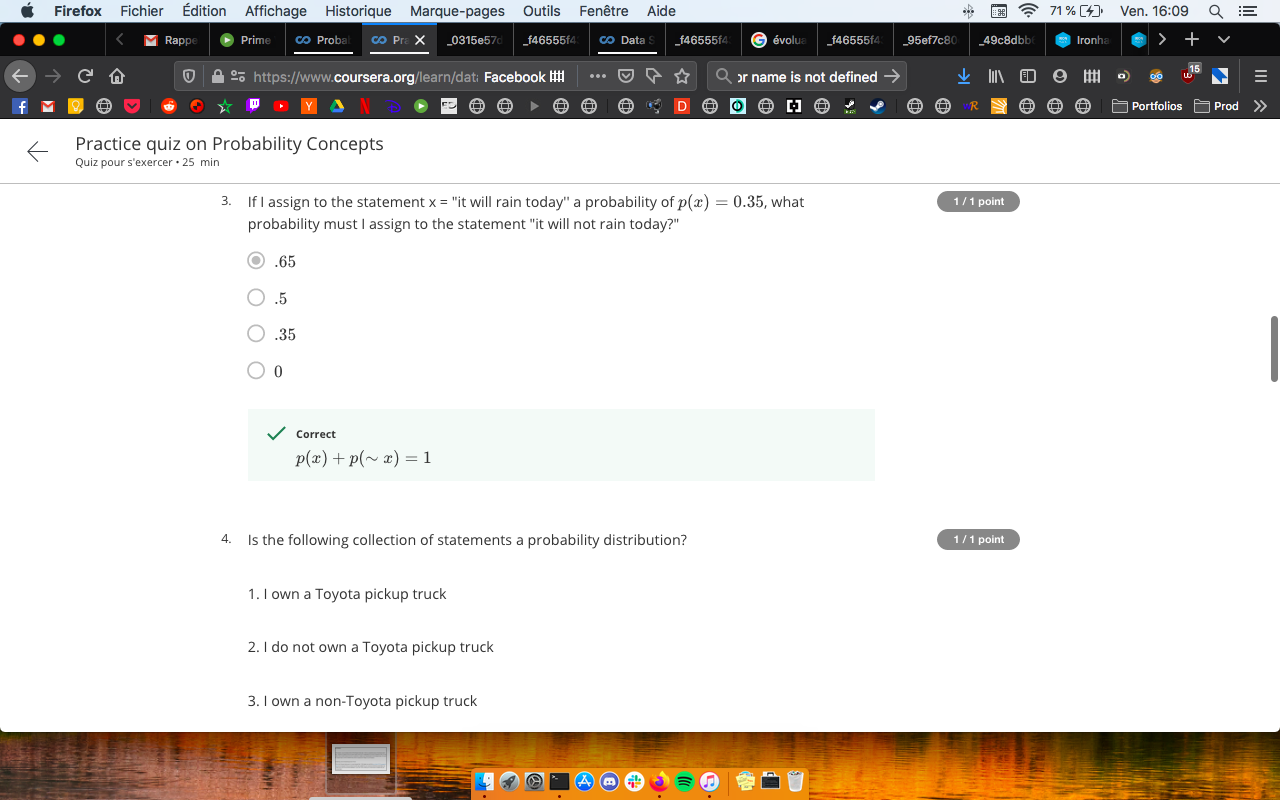 Firefox Fichier Édition Affichage Historique Marque-pages Outils Fenêtre Aide 71 % Ven. 16:09
Rappe Prime Proba Pra _0315e57d _f46555f4 Data S _f46555f4 évolua _f46555f4 _95ef7c80 _49c8dbb Ironha
https://www.coursera.org/learn/dat Facebook or name is not defined 15
Portfolios Prod
Practice quiz on Probability Concepts
Quiz pour s'exercer • 25 min
3. If I assign to the statement x = "it will rain today'' a probability of p(x) = 0.35, what 1 / 1 point
probability must I assign to the statement "it will not rain today?"
.65
.5
.35
0
Correct
p(x) + p(∼ x) = 1
4. Is the following collection of statements a probability distribution? 1 / 1 point
1. I own a Toyota pickup truck
2. I do not own a Toyota pickup truck
3. I own a non-Toyota pickup truck